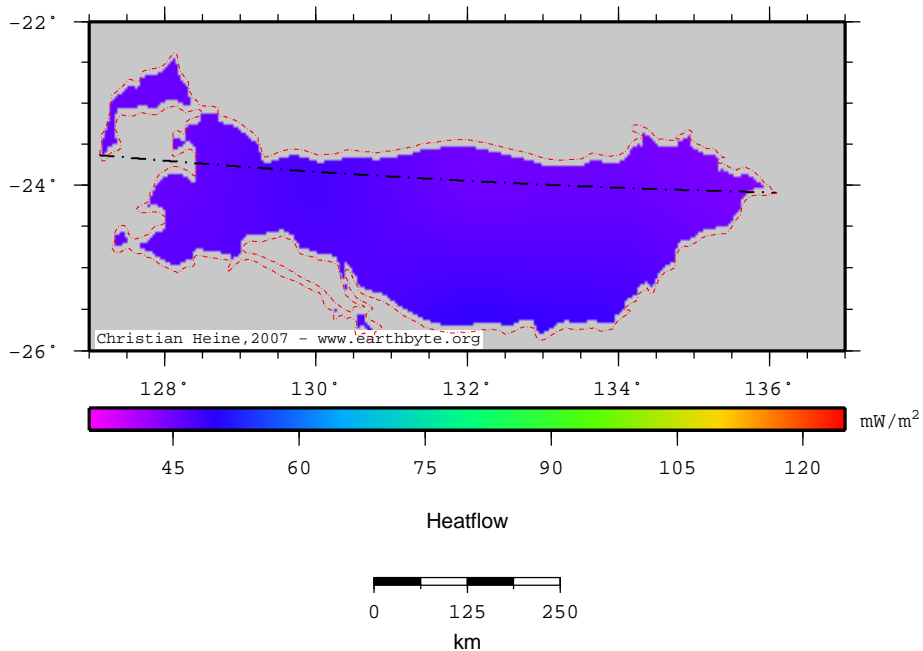 −22°
−24°
−26°
Christian Heine,2007 - www.earthbyte.org
128° 130° 132° 134° 136°
mW/m²
45 60 75 90 105 120
Heatflow
0 125 250
km